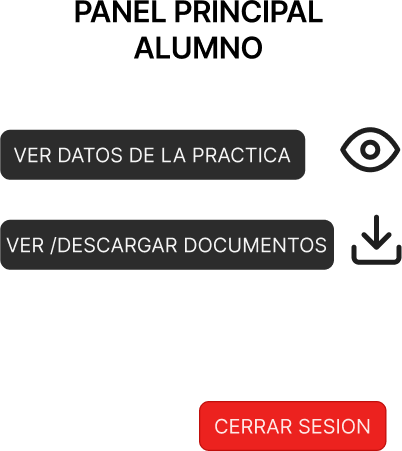 PANEL PRINCIPAL
ALUMNO
VER DATOS DE LA PRACTICA
VER /DESCARGAR DOCUMENTOS
CERRAR SESION